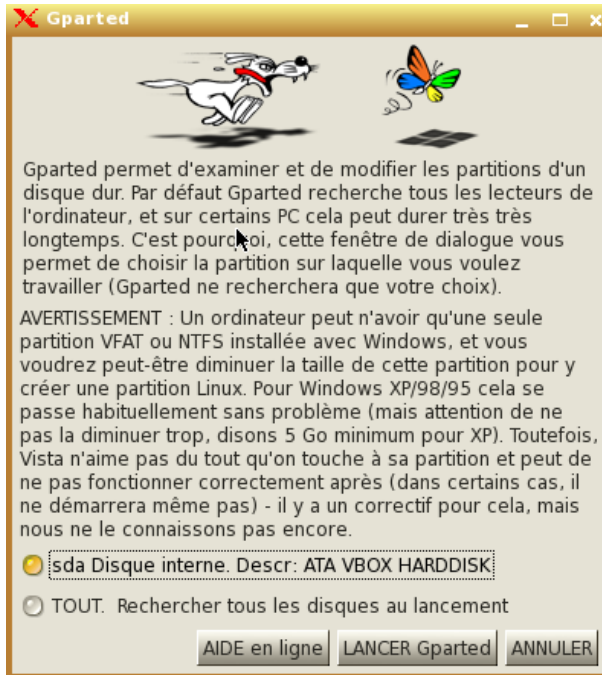 Gparted
Gparted permet d'examiner et de modifier les partitions d'un
disque dur. Par défaut Gparted recherche tous les lecteurs de
l'ordinateur, et sur certains PC cela peut durer très très
longtemps. C'est pourquoi, cette fenêtre de dialogue vous
permet de choisir la partition sur laquelle vous voulez
travailler (Gparted ne recherchera que votre choix).
AVERTISSEMENT : Un ordinateur peut n'avoir qu'une seule
partition VFAT ou NTFS installée avec Windows, et vous
voudrez peut-être diminuer la taille de cette partition pour y
créer une partition Linux. Pour Windows XP/98/95 cela se
passe habituellement sans problème (mais attention de ne
pas la diminuer trop, disons 5 Go minimum pour XP). Toutefois,
Vista n'aime pas du tout qu'on touche à sa partition et peut de
ne pas fonctionner correctement après (dans certains cas, il
ne démarrera même pas) - il y a un correctif pour cela, mais
nous ne le connaissons pas encore.
sda Disque interne. Descr: ATA VBOX HARDDISK
TOUT. Rechercher tous les disques au lancement
AIDE en ligne LANCER Gparted ANNULER